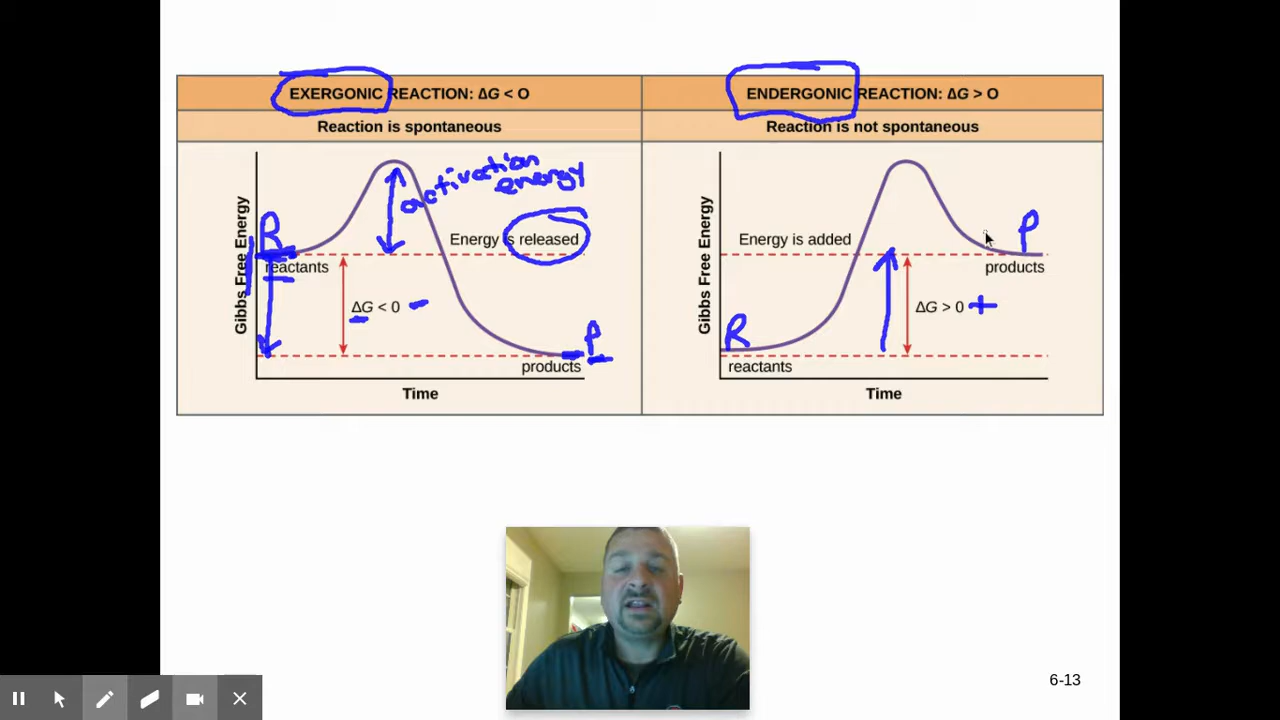 EXERGONIC REACTION: ΔG < O
Reaction is spontaneous
activation
energy
R
Energy is released
reactants
ΔG < 0 -
P
products
Gibbs Free Energy
Time
ENDERGONIC REACTION: ΔG > O
Reaction is not spontaneous
P
Energy is added
products
ΔG > 0 +
R
reactants
Gibbs Free Energy
Time
6-13